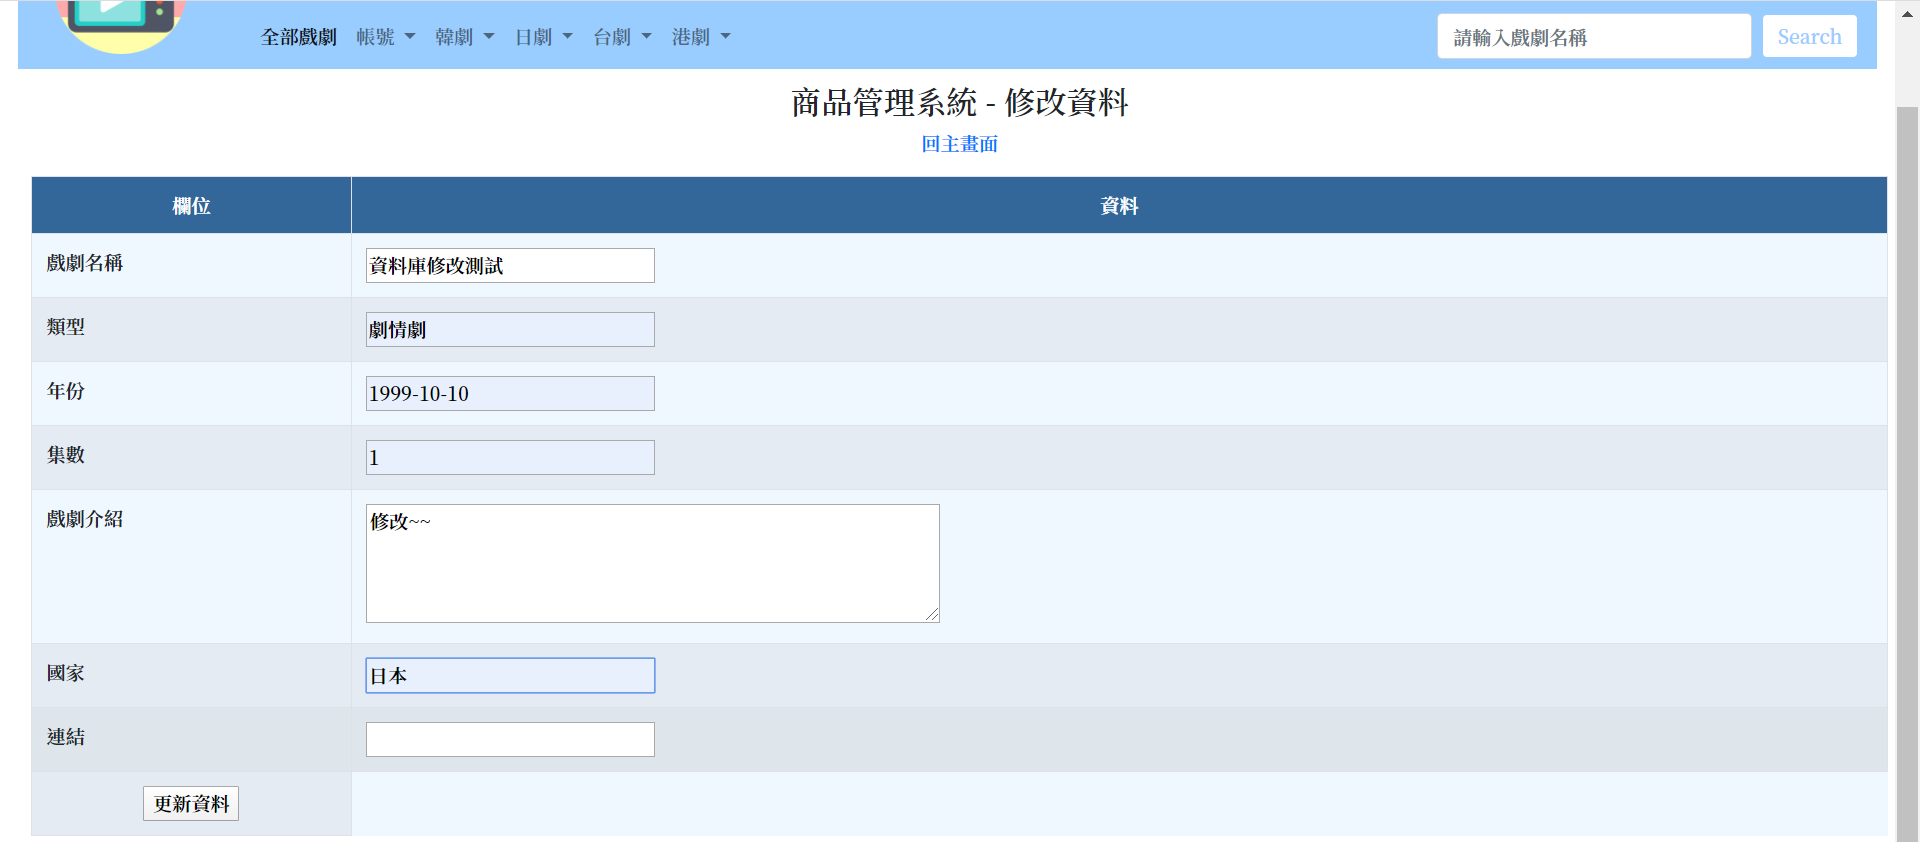 全部戲劇 帳號 韓劇 日劇 台劇 港劇 請輸入戲劇名稱 Search
商品管理系統 - 修改資料
回主畫面
欄位 資料
戲劇名稱 資料庫修改測試
類型 劇情劇
年份 1999-10-10
集數 1
戲劇介紹 修改~~
國家 日本
連結
更新資料